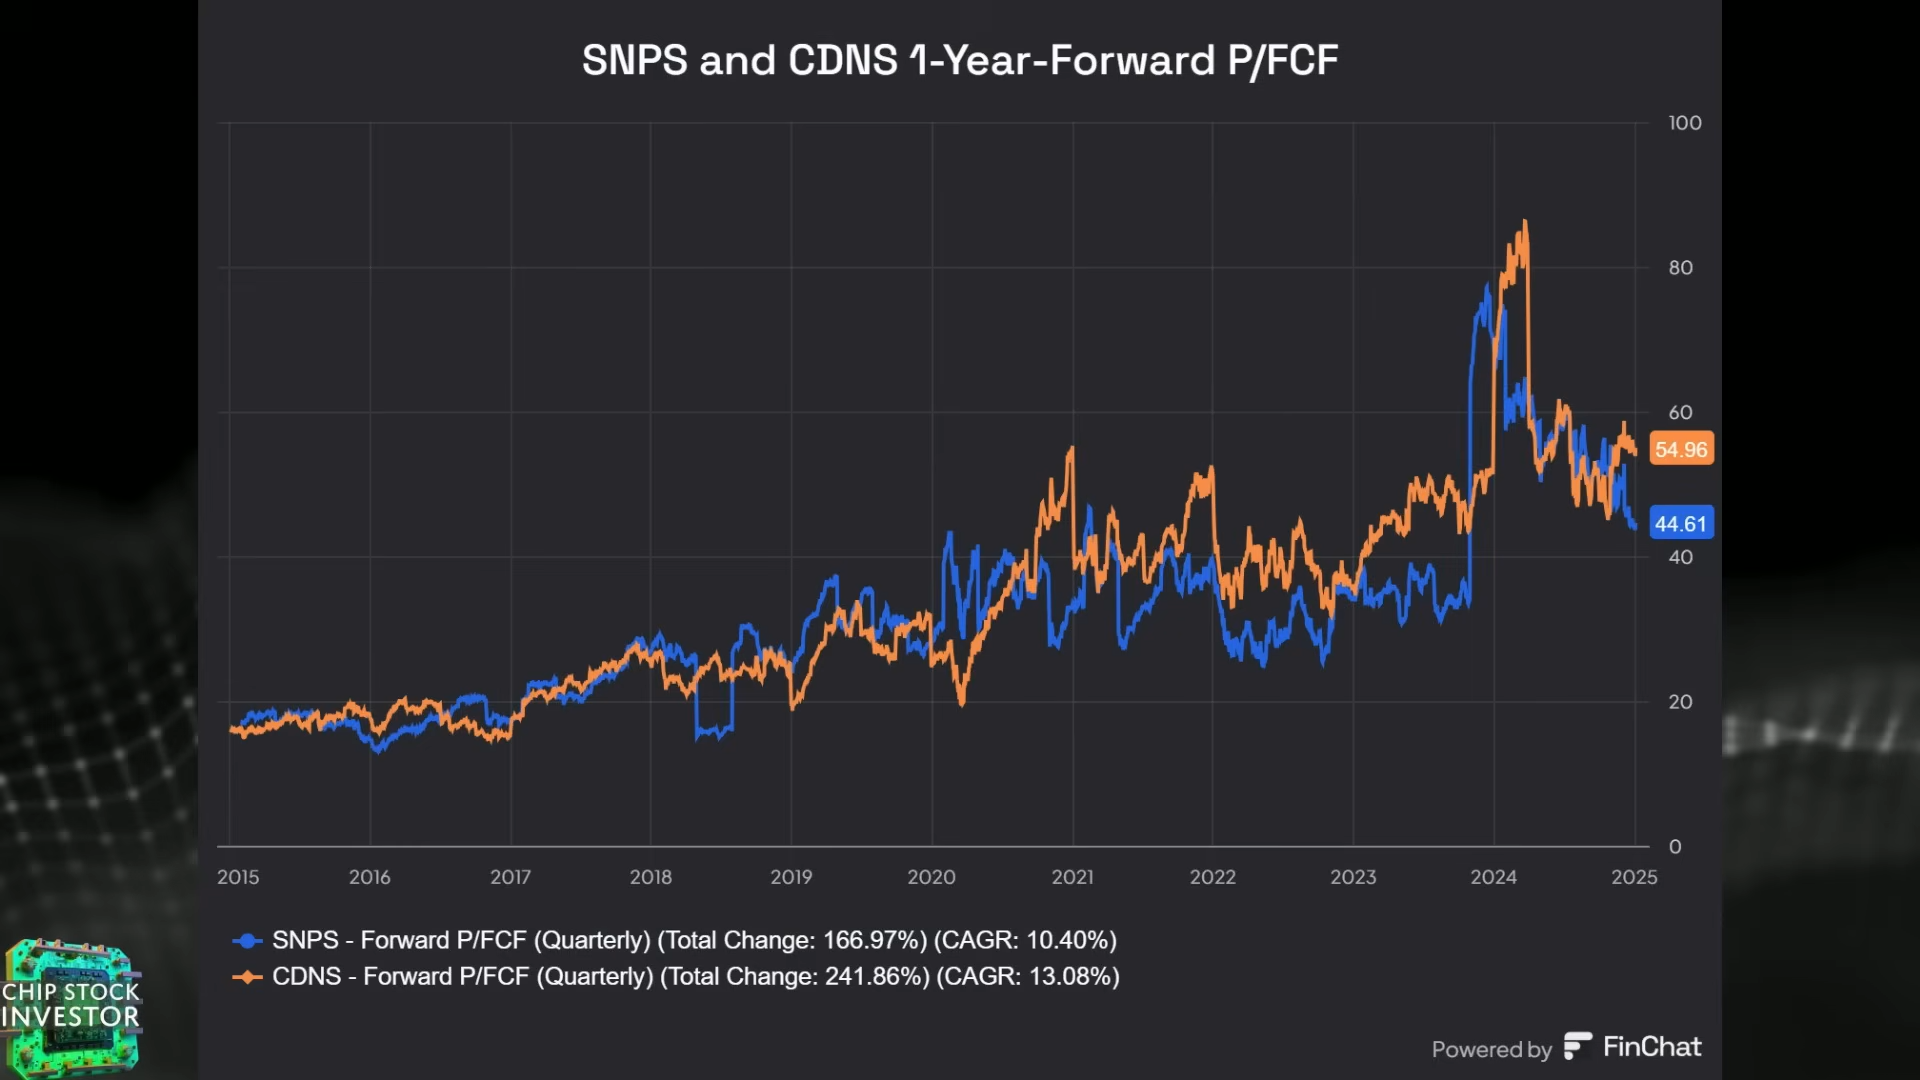 SNPS and CDNS 1-Year-Forward P/FCF
100
80
60
54.96
44.61
40
20
0
2015 2016 2017 2018 2019 2020 2021 2022 2023 2024 2025
SNPS - Forward P/FCF (Quarterly) (Total Change: 166.97%) (CAGR: 10.40%)
CDNS - Forward P/FCF (Quarterly) (Total Change: 241.86%) (CAGR: 13.08%)
CHIP STOCK
INVESTOR
Powered by FinChat